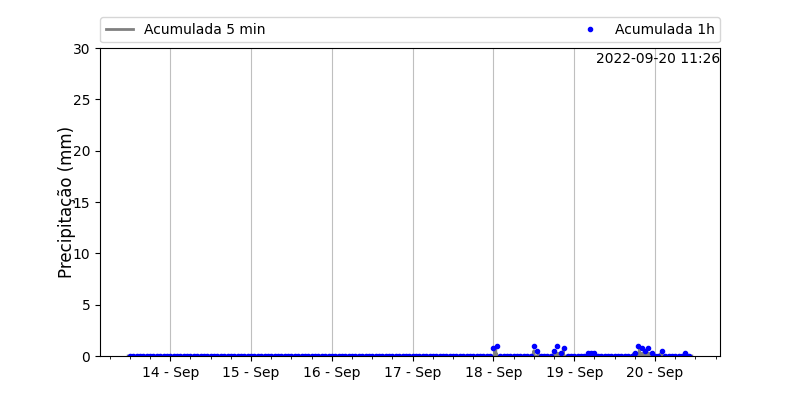 Acumulada 5 min
Acumulada 1h
2022-09-20 11:26
Precipitação (mm)
30
25
20
15
10
5
0
14 - Sep
15 - Sep
16 - Sep
17 - Sep
18 - Sep
19 - Sep
20 - Sep